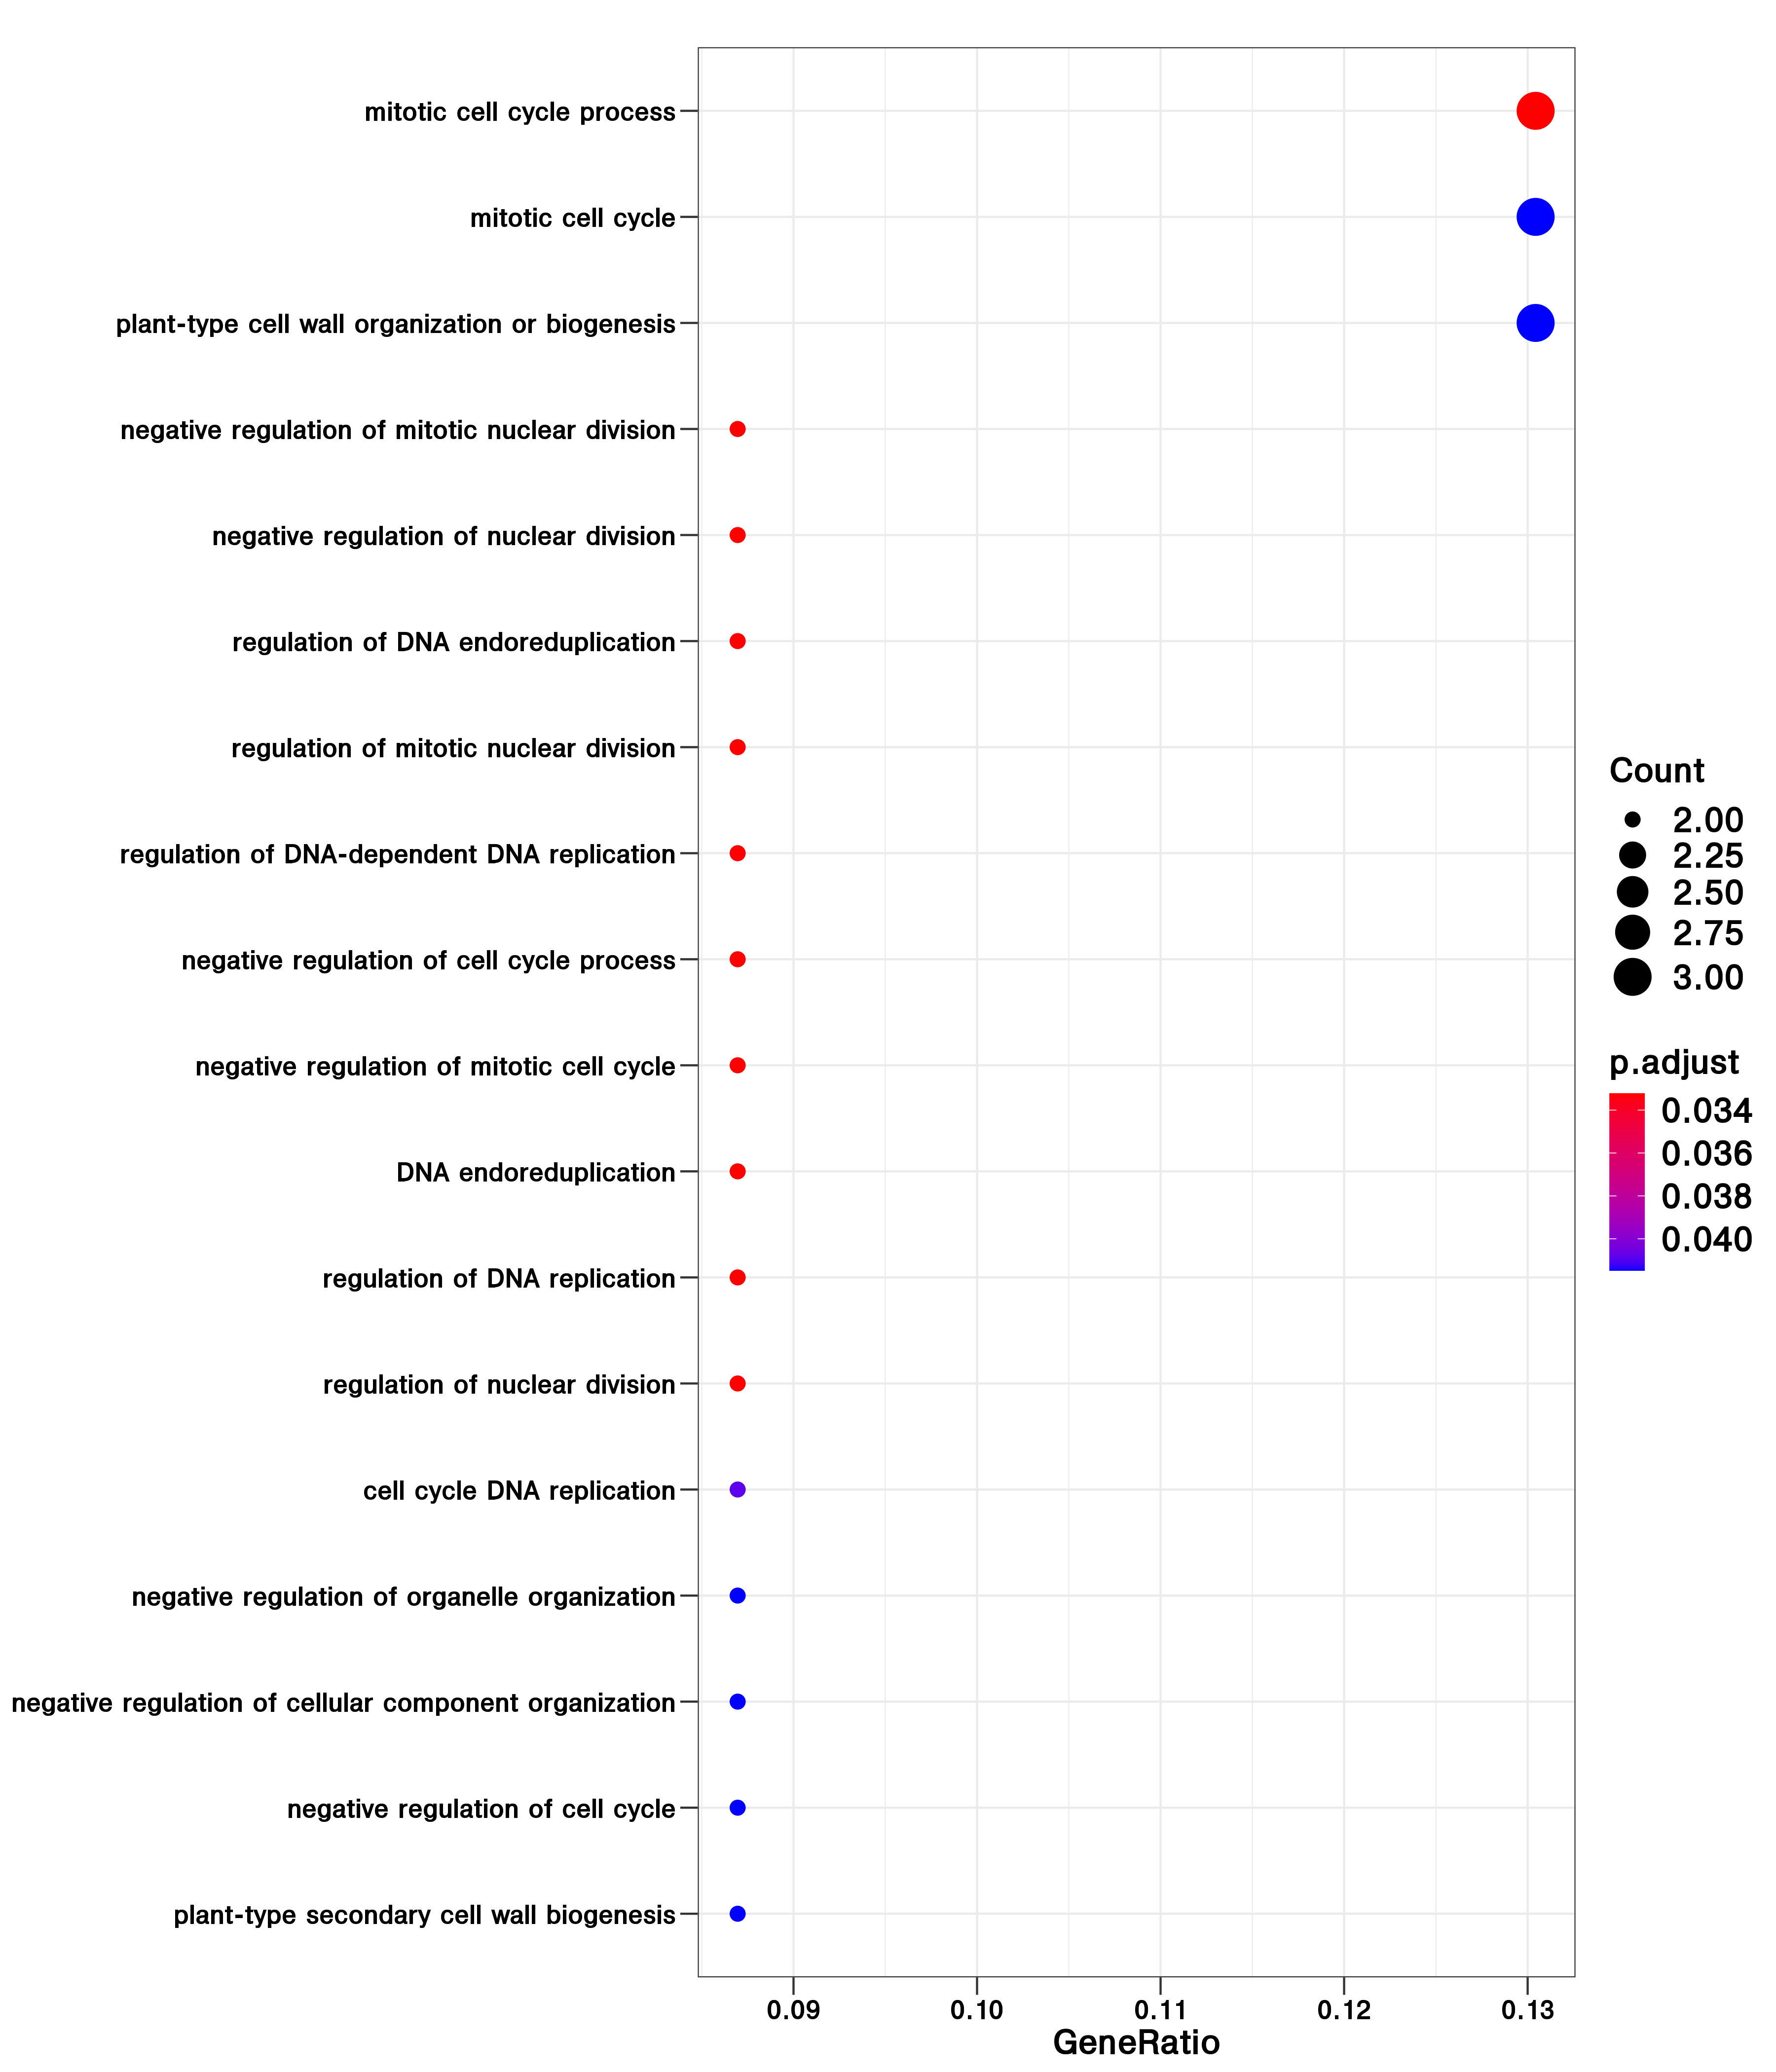 mitotic cell cycle process
mitotic cell cycle
plant-type cell wall organization or biogenesis
negative regulation of mitotic nuclear division
negative regulation of nuclear division
regulation of DNA endoreduplication
regulation of mitotic nuclear division
regulation of DNA-dependent DNA replication
negative regulation of cell cycle process
negative regulation of mitotic cell cycle
DNA endoreduplication
regulation of DNA replication
regulation of nuclear division
cell cycle DNA replication
negative regulation of organelle organization
negative regulation of cellular component organization
negative regulation of cell cycle
plant-type secondary cell wall biogenesis
0.09 0.10 0.11 0.12 0.13
GeneRatio
Count
2.00
2.25
2.50
2.75
3.00
p.adjust
0.034
0.036
0.038
0.040